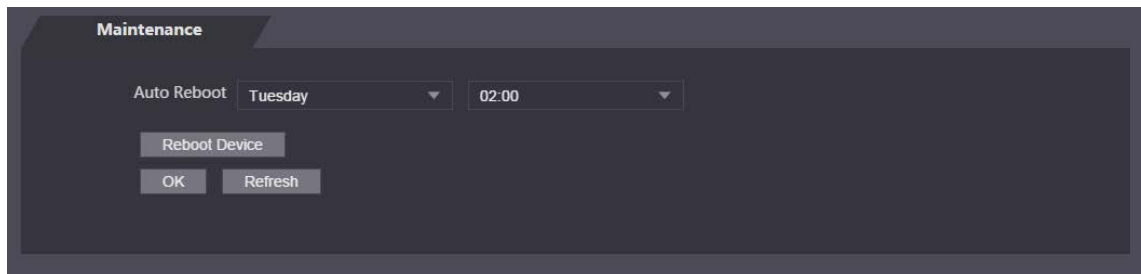 Maintenance
Auto Reboot Tuesday 02:00
Reboot Device
OK Refresh